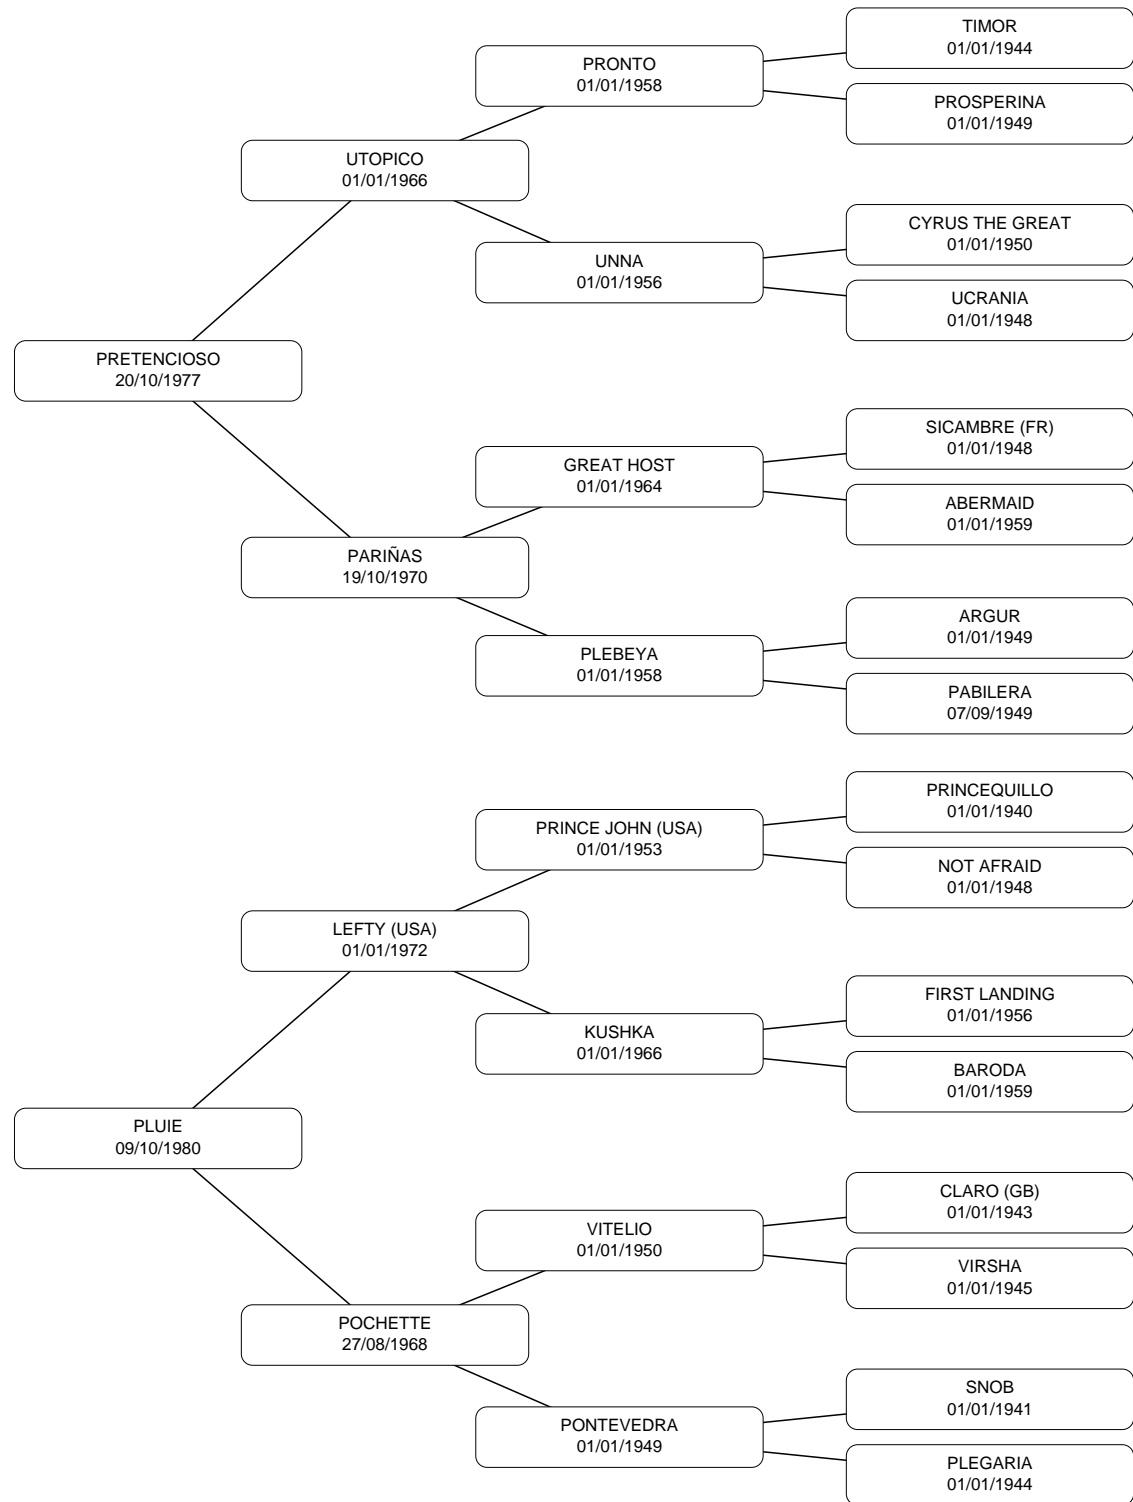 TIMOR
01/01/1944
PRONTO
01/01/1958
PROSPERINA
01/01/1949
UTOPICO
01/01/1966
CYRUS THE GREAT
01/01/1950
UNNA
01/01/1956
UCRANIA
01/01/1948
PRETENCIOSO
20/10/1977
SICAMBRE (FR)
01/01/1948
GREAT HOST
01/01/1964
ABERMAID
01/01/1959
PARIÑAS
19/10/1970
ARGUR
01/01/1949
PLEBEYA
01/01/1958
PABILERA
07/09/1949
PRINCEQUILLO
01/01/1940
PRINCE JOHN (USA)
01/01/1953
NOT AFRAID
01/01/1948
LEFTY (USA)
01/01/1972
FIRST LANDING
01/01/1956
KUSHKA
01/01/1966
BARODA
01/01/1959
PLUIE
09/10/1980
CLARO (GB)
01/01/1943
VITELIO
01/01/1950
VIRSHA
01/01/1945
POCHETTE
27/08/1968
SNOB
01/01/1941
PONTEVEDRA
01/01/1949
PLEGARIA
01/01/1944